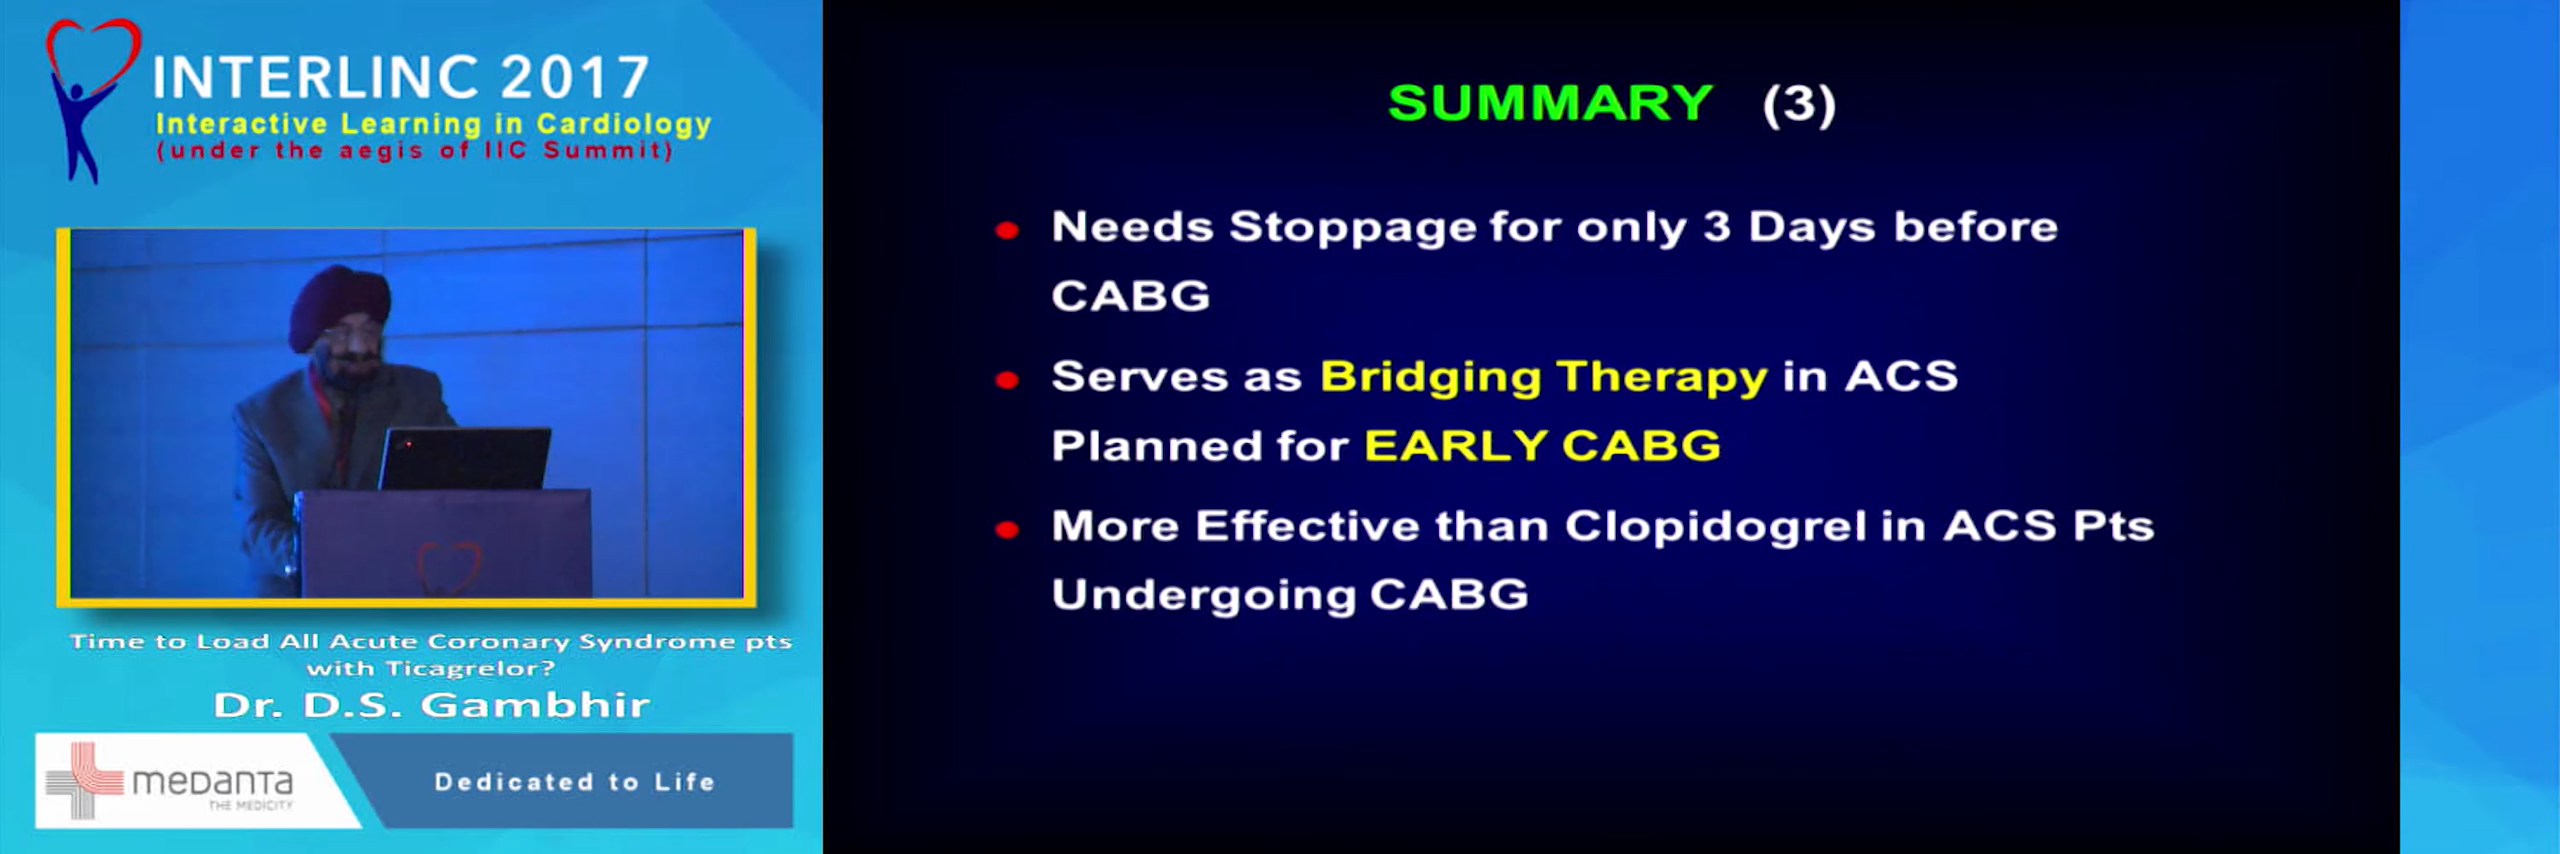 INTERLINC 2017
Interactive Learning in Cardiology
(under the aegis of IIC Summit)
Time to Load All Acute Coronary Syndrome pts
with Ticagrelor?
Dr. D.S. Gambhir
meDanTa
THE MEDICITY
Dedicated to Life
SUMMARY (3)
Needs Stoppage for only 3 Days before
CABG
Serves as Bridging Therapy in ACS
Planned for EARLY CABG
More Effective than Clopidogrel in ACS Pts
Undergoing CABG